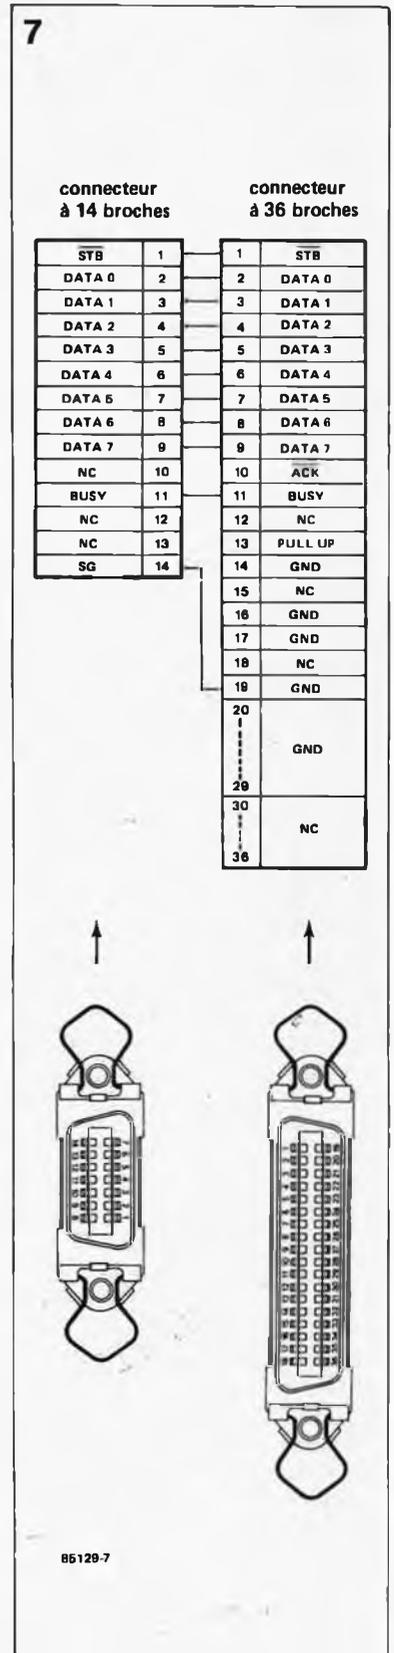 7
connecteur
à 14 broches
STB 1
DATA 0 2
DATA 1 3
DATA 2 4
DATA 3 5
DATA 4 6
DATA 5 7
DATA 6 8
DATA 7 9
NC 10
BUSY 11
NC 12
NC 13
SG 14
connecteur
à 36 broches
1 STB
2 DATA 0
3 DATA 1
4 DATA 2
5 DATA 3
6 DATA 4
7 DATA 5
8 DATA 6
9 DATA 7
10 ACK
11 BUSY
12 NC
13 PULL UP
14 GND
15 NC
16 GND
17 GND
18 NC
19 GND
20
GND
29
30
NC
36
85129-7